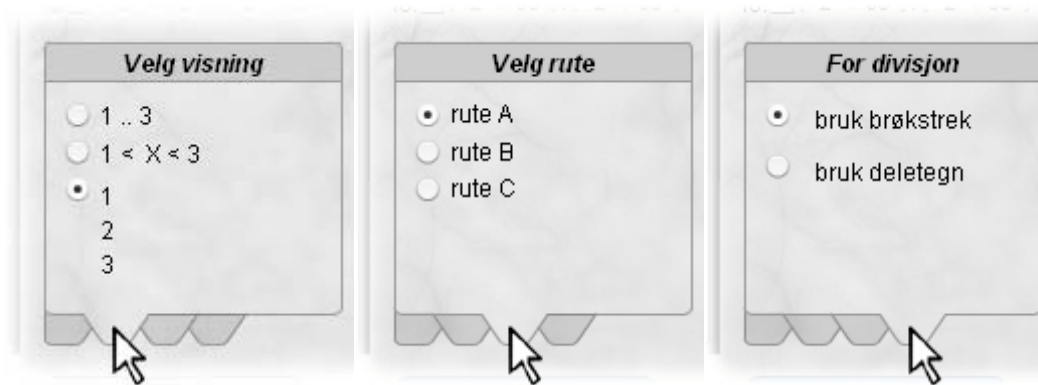 Velg visning
1 .. 3
1 < X < 3
1
2
3
Velg rute
rute A
rute B
rute C
For divisjon
bruk brøkstrek
bruk deletegn